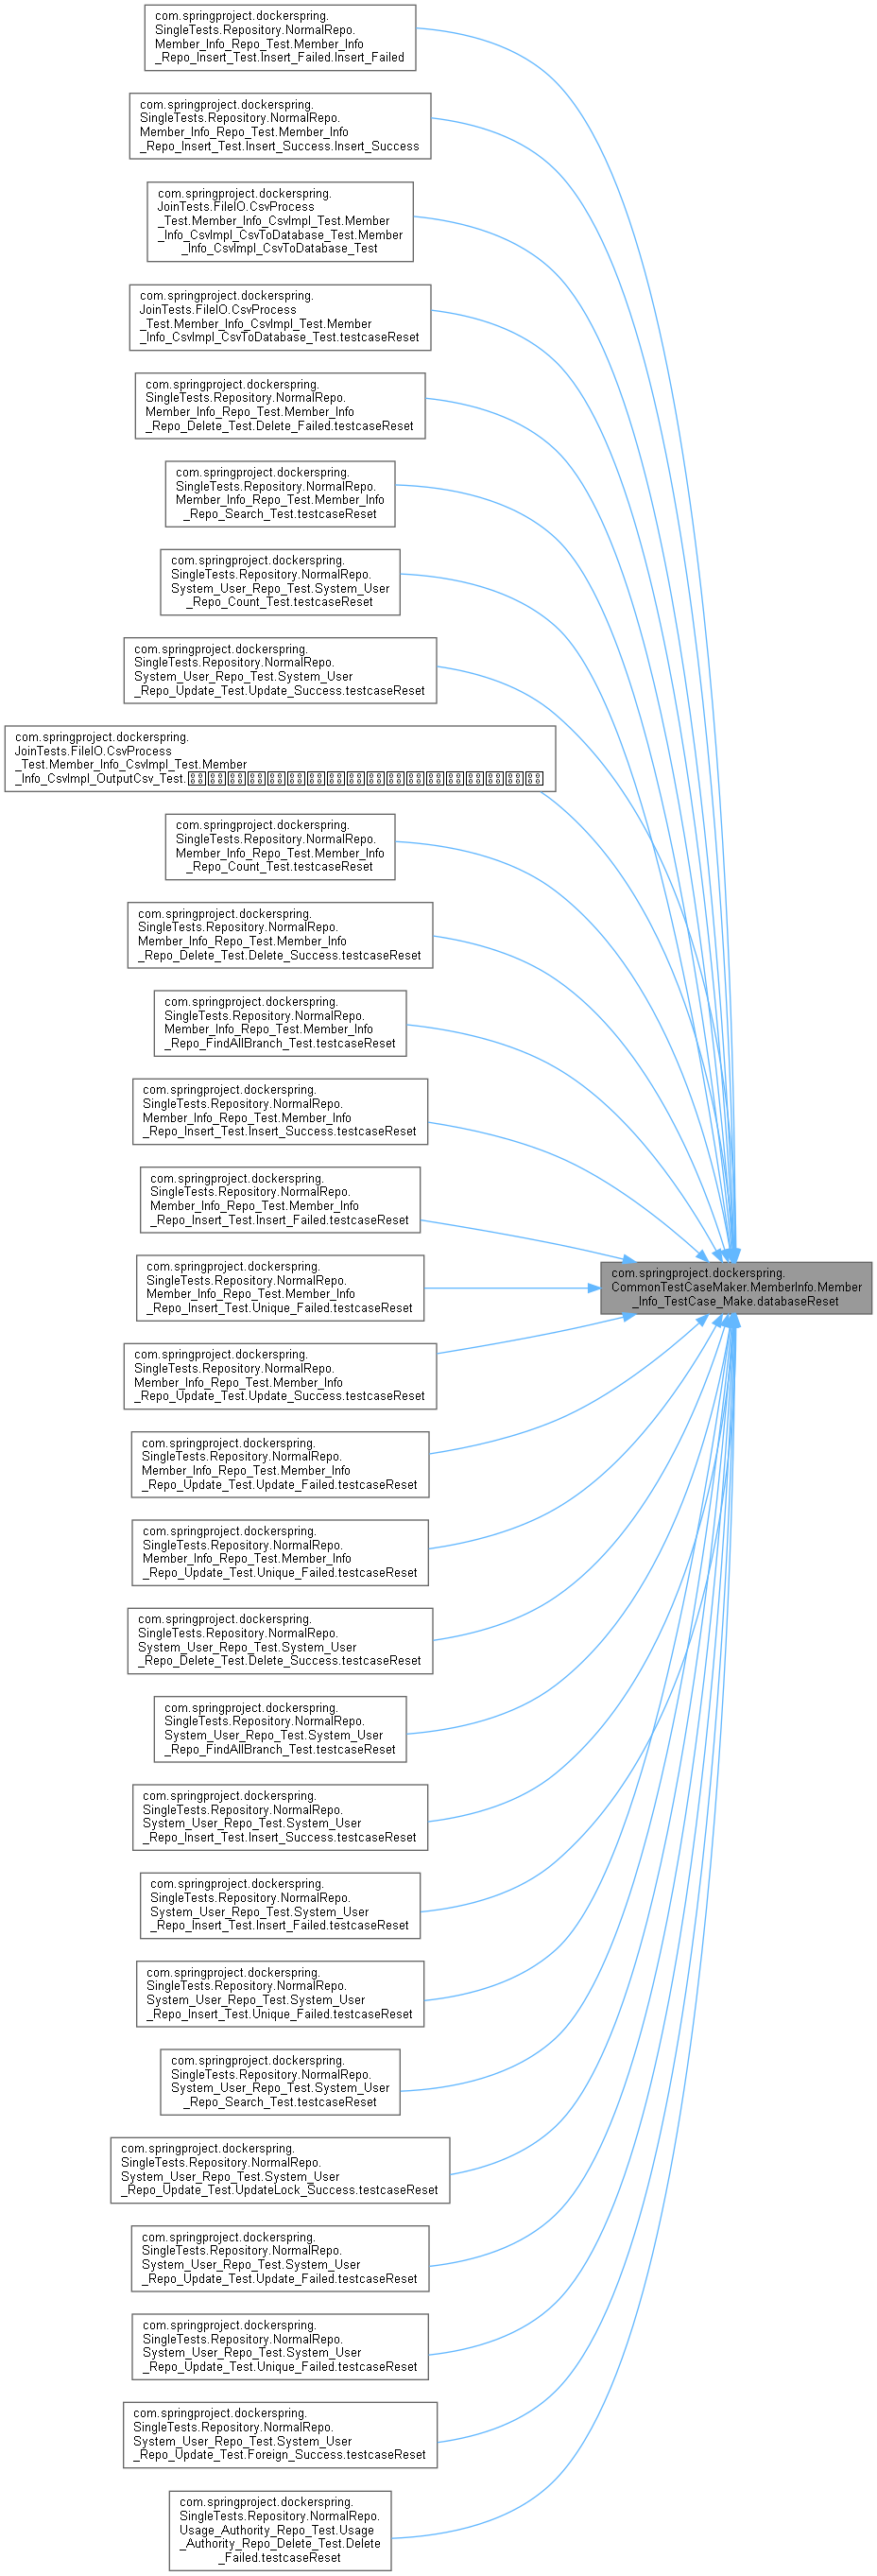 com.springproject.dockerspring.
SingleTests.Repository.NormalRepo.
Member_Info_Repo_Test.Member_Info
_Repo_Insert_Test.Insert_Failed.Insert_Failed
com.springproject.dockerspring.
SingleTests.Repository.NormalRepo.
Member_Info_Repo_Test.Member_Info
_Repo_Insert_Test.Insert_Success.Insert_Success
com.springproject.dockerspring.
JoinTests.FileIO.CsvProcess
_Test.Member_Info_CsvImpl_Test.Member
_Info_CsvImpl_CsvToDatabase_Test.Member
_Info_CsvImpl_CsvToDatabase_Test
com.springproject.dockerspring.
JoinTests.FileIO.CsvProcess
_Test.Member_Info_CsvImpl_Test.Member
_Info_CsvImpl_CsvToDatabase_Test.testcaseReset
com.springproject.dockerspring.
SingleTests.Repository.NormalRepo.
Member_Info_Repo_Test.Member_Info
_Repo_Delete_Test.Delete_Failed.testcaseReset
com.springproject.dockerspring.
SingleTests.Repository.NormalRepo.
Member_Info_Repo_Test.Member_Info
_Repo_Search_Test.testcaseReset
com.springproject.dockerspring.
SingleTests.Repository.NormalRepo.
System_User_Repo_Test.System_User
_Repo_Count_Test.testcaseReset
com.springproject.dockerspring.
SingleTests.Repository.NormalRepo.
System_User_Repo_Test.System_User
_Repo_Update_Test.Update_Success.testcaseReset
com.springproject.dockerspring.
JoinTests.FileIO.CsvProcess
_Test.Member_Info_CsvImpl_Test.Member
_Info_CsvImpl_OutputCsv_Test.
com.springproject.dockerspring.
SingleTests.Repository.NormalRepo.
Member_Info_Repo_Test.Member_Info
_Repo_Count_Test.testcaseReset
com.springproject.dockerspring.
SingleTests.Repository.NormalRepo.
Member_Info_Repo_Test.Member_Info
_Repo_Delete_Test.Delete_Success.testcaseReset
com.springproject.dockerspring.
SingleTests.Repository.NormalRepo.
Member_Info_Repo_Test.Member_Info
_Repo_FindAllBranch_Test.testcaseReset
com.springproject.dockerspring.
SingleTests.Repository.NormalRepo.
Member_Info_Repo_Test.Member_Info
_Repo_Insert_Test.Insert_Success.testcaseReset
com.springproject.dockerspring.
SingleTests.Repository.NormalRepo.
Member_Info_Repo_Test.Member_Info
_Repo_Insert_Test.Insert_Failed.testcaseReset
com.springproject.dockerspring.
SingleTests.Repository.NormalRepo.
Member_Info_Repo_Test.Member_Info
_Repo_Insert_Test.Unique_Failed.testcaseReset
com.springproject.dockerspring.
CommonTestCaseMaker.MemberInfo.Member
_Info_TestCase_Make.databaseReset
com.springproject.dockerspring.
SingleTests.Repository.NormalRepo.
Member_Info_Repo_Test.Member_Info
_Repo_Update_Test.Update_Success.testcaseReset
com.springproject.dockerspring.
SingleTests.Repository.NormalRepo.
Member_Info_Repo_Test.Member_Info
_Repo_Update_Test.Update_Failed.testcaseReset
com.springproject.dockerspring.
SingleTests.Repository.NormalRepo.
Member_Info_Repo_Test.Member_Info
_Repo_Update_Test.Unique_Failed.testcaseReset
com.springproject.dockerspring.
SingleTests.Repository.NormalRepo.
System_User_Repo_Test.System_User
_Repo_Delete_Test.Delete_Success.testcaseReset
com.springproject.dockerspring.
SingleTests.Repository.NormalRepo.
System_User_Repo_Test.System_User
_Repo_FindAllBranch_Test.testcaseReset
com.springproject.dockerspring.
SingleTests.Repository.NormalRepo.
System_User_Repo_Test.System_User
_Repo_Insert_Test.Insert_Success.testcaseReset
com.springproject.dockerspring.
SingleTests.Repository.NormalRepo.
System_User_Repo_Test.System_User
_Repo_Insert_Test.Insert_Failed.testcaseReset
com.springproject.dockerspring.
SingleTests.Repository.NormalRepo.
System_User_Repo_Test.System_User
_Repo_Insert_Test.Unique_Failed.testcaseReset
com.springproject.dockerspring.
SingleTests.Repository.NormalRepo.
System_User_Repo_Test.System_User
_Repo_Search_Test.testcaseReset
com.springproject.dockerspring.
SingleTests.Repository.NormalRepo.
System_User_Repo_Test.System_User
_Repo_Update_Test.UpdateLock_Success.testcaseReset
com.springproject.dockerspring.
SingleTests.Repository.NormalRepo.
System_User_Repo_Test.System_User
_Repo_Update_Test.Update_Failed.testcaseReset
com.springproject.dockerspring.
SingleTests.Repository.NormalRepo.
System_User_Repo_Test.System_User
_Repo_Update_Test.Unique_Failed.testcaseReset
com.springproject.dockerspring.
SingleTests.Repository.NormalRepo.
System_User_Repo_Test.System_User
_Repo_Update_Test.Foreign_Success.testcaseReset
com.springproject.dockerspring.
SingleTests.Repository.NormalRepo.
Usage_Authority_Repo_Test.Usage
_Authority_Repo_Delete_Test.Delete
_Failed.testcaseReset